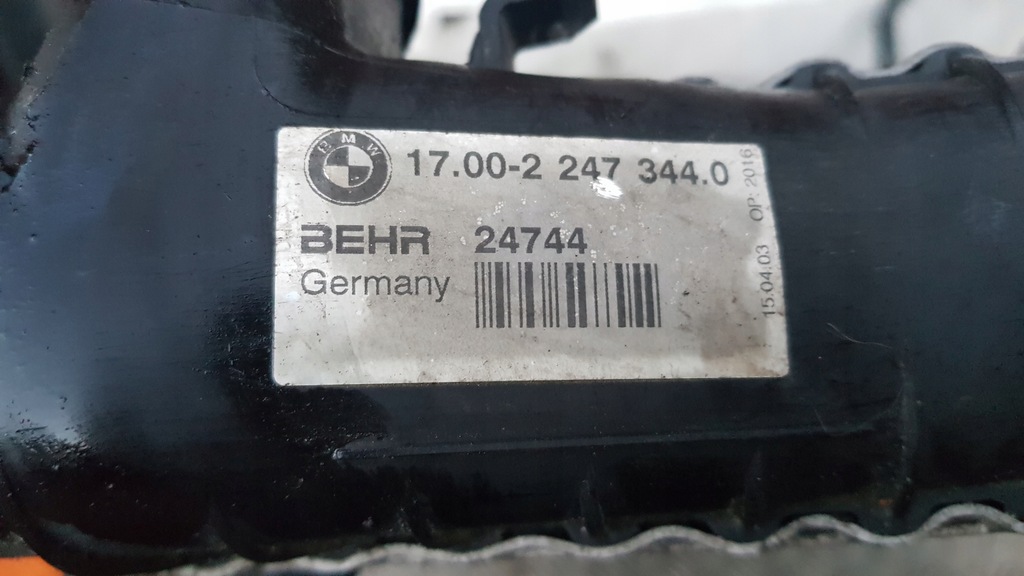 BMW
17.00-2 247 344.0
BEHR 24744
Germany
15.04.03 OP: 2016